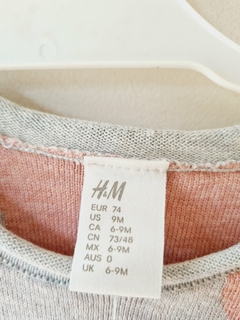 H&M
EUR 74
US 9M
CA 6-9M
CN 73/48
MX 6-9M
AUS 0
UK 6-9M